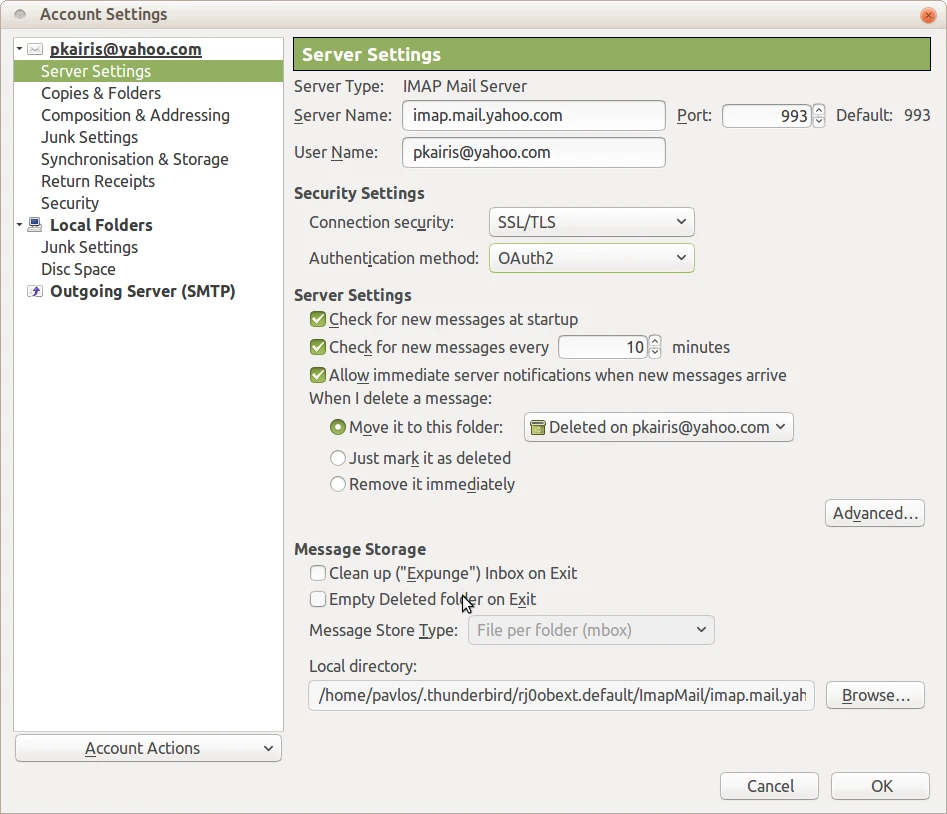 Account Settings
pkairis@yahoo.com
Server Settings
Copies & Folders
Composition & Addressing
Junk Settings
Synchronisation & Storage
Return Receipts
Security
Local Folders
Junk Settings
Disc Space
Outgoing Server (SMTP)
Account Actions
Server Settings
Server Type: IMAP Mail Server
Server Name: imap.mail.yahoo.com Port: 993 Default: 993
User Name: pkairis@yahoo.com
Security Settings
Connection security: SSL/TLS
Authentication method: OAuth2
Server Settings
Check for new messages at startup
Check for new messages every 10 minutes
Allow immediate server notifications when new messages arrive
When I delete a message:
Move it to this folder: Deleted on pkairis@yahoo.com
Just mark it as deleted
Remove it immediately
Advanced...
Message Storage
Clean up ("Expunge") Inbox on Exit
Empty Deleted folder on Exit
Message Store Type: File per folder (mbox)
Local directory:
/home/pavlos/.thunderbird/rj0obext.default/ImapMail/imap.mail.yah Browse...
Cancel OK